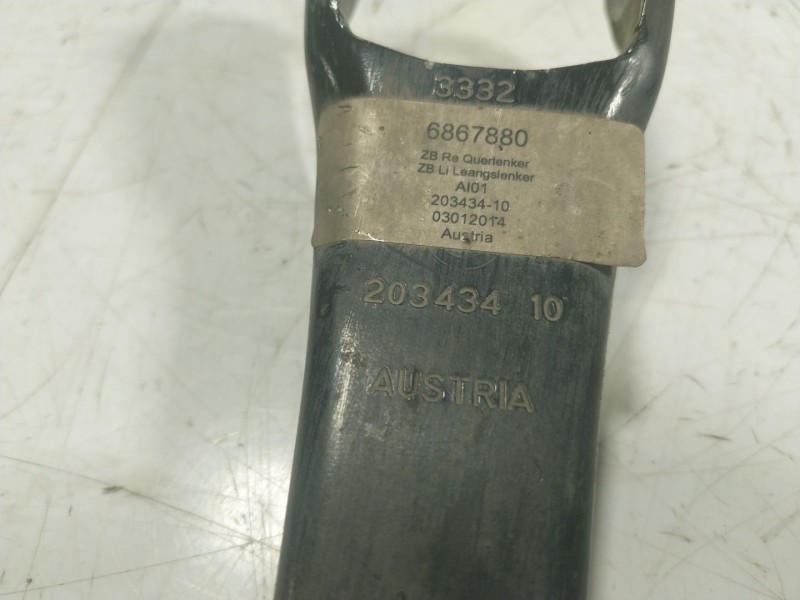 3332
6867880
ZB Re Querlenker
ZB Li Leangslenker
AI01
203434-10
03012014
Austria
203434 10
AUSTRIA